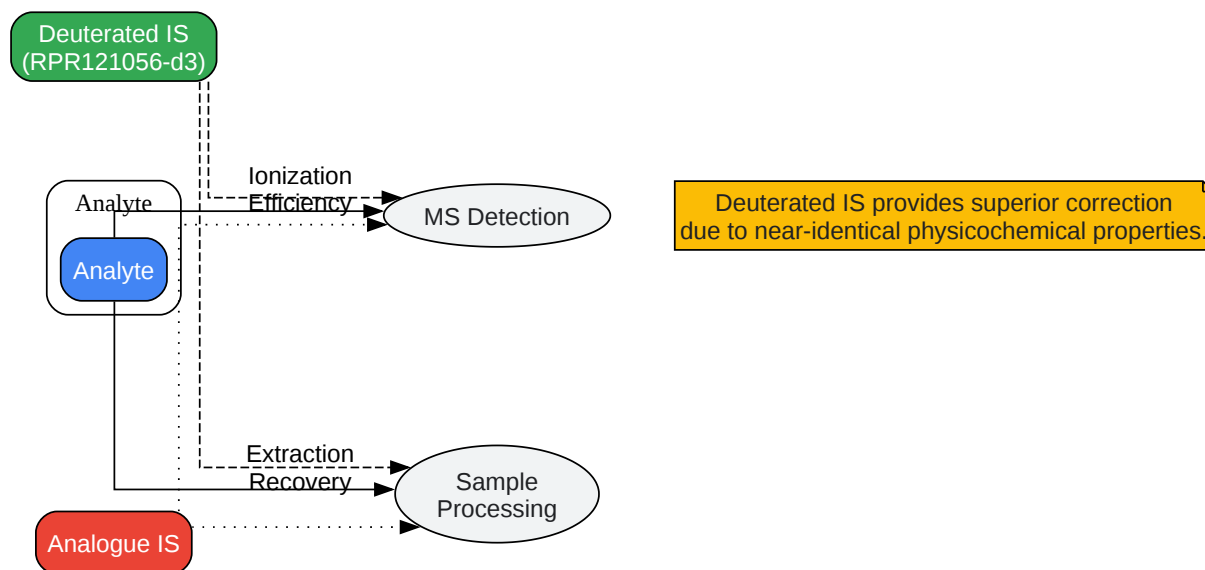 Deuterated IS
(RPR121056-d3)
Ionization
Efficiency
Analyte
Analyte
MS Detection
Deuterated IS provides superior correction
due to near-identical physicochemical properties.
Extraction
Recovery
Sample
Processing
Analogue IS